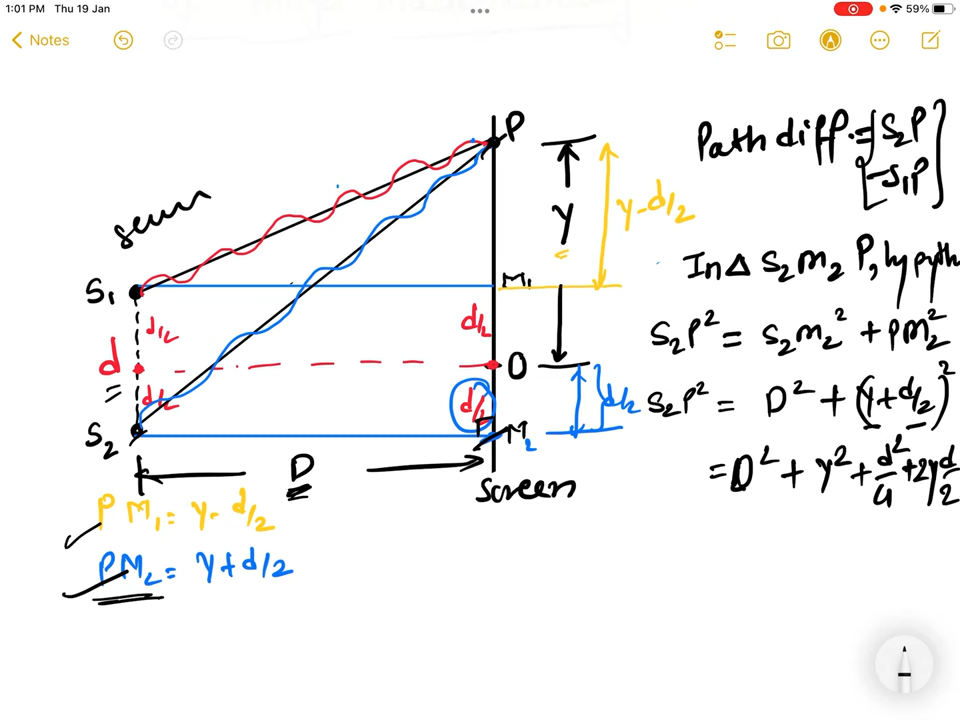 1:01 PM Thu 19 Jan
59%
Notes
P
Path diff. = [S₂P
-S₁P]
y
y-d/2
S₁
M₁
In Δ S₂M₂ P, by pyth
d/2
d/2
S₂P² = S₂M₂² + PM₂²
d
O
d/2
d/2
d/2
S₂P² = D² + (y+d/2)²
S₂
M₂
D
= D² + y² + d²/4 + 2y d/2
Screen
PM₁ = y- d/2
PM₂ = y+d/2